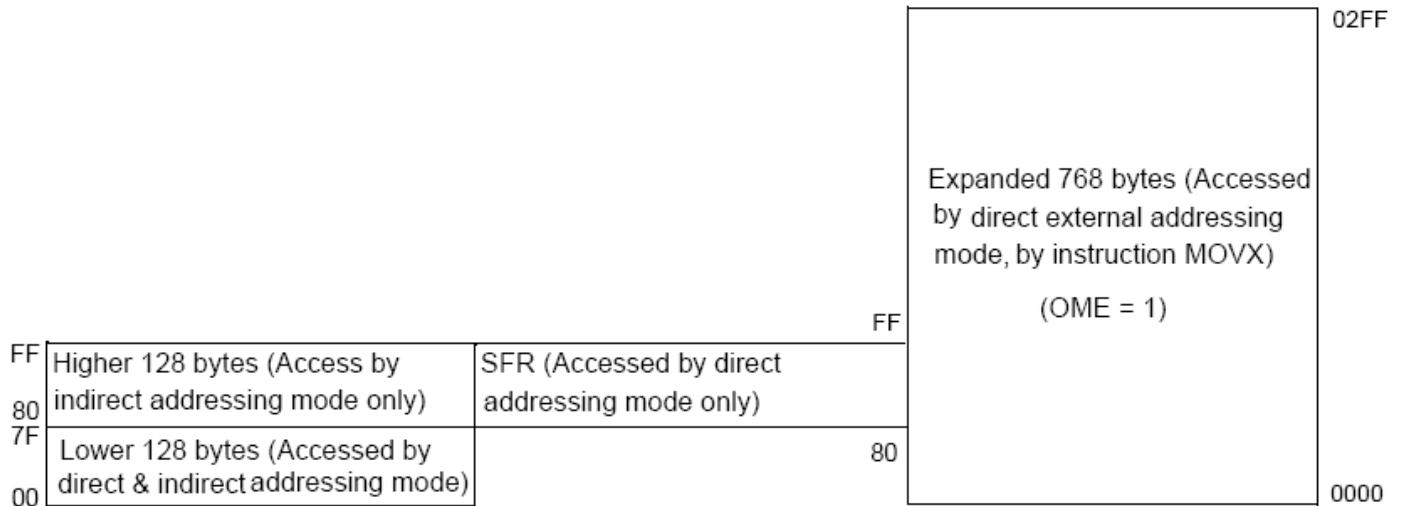 02FF
Expanded 768 bytes (Accessed
by direct external addressing
mode, by instruction MOVX)
(OME = 1)
FF
FF
Higher 128 bytes (Access by
indirect addressing mode only)
80
SFR (Accessed by direct
addressing mode only)
7F
Lower 128 bytes (Accessed by
direct & indirect addressing mode)
00
80
0000